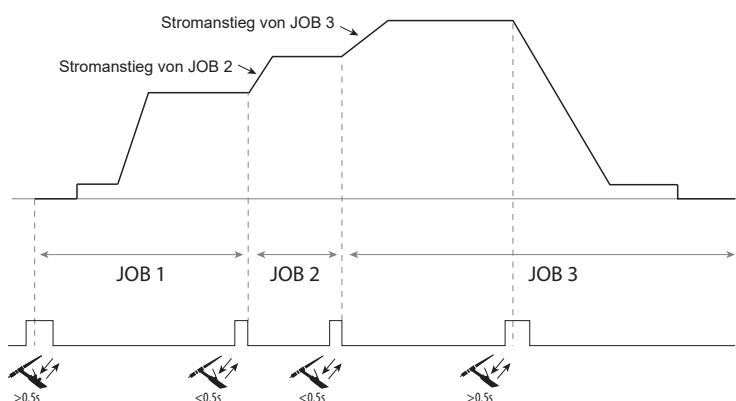 Stromanstieg von JOB 3
Stromanstieg von JOB 2
JOB 1
JOB 2
JOB 3
>0.5s
<0.5s
<0.5s
>0.5s